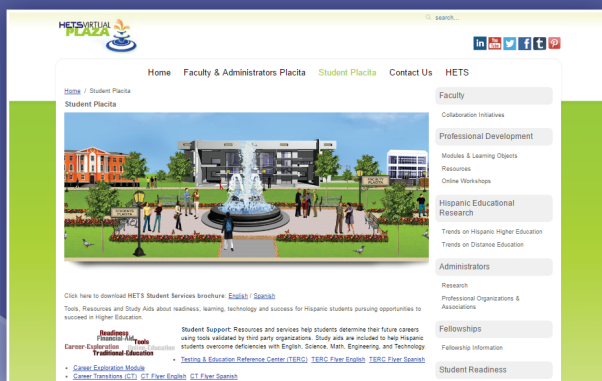 HETS VIRTUAL
PLAZA
search...
Home Faculty & Administrators Placita Student Placita Contact Us HETS
Home / Student Placita
Student Placita
STUDENTS PLACITA
FACULTY PLACITA
Click here to download HETS Student Services brochure: English / Spanish
Tools, Resources and Study Aids about readiness, learning, technology and success for Hispanic students pursuing opportunities to
succeed in Higher Education.
Readiness
Financial-Aid Tools
Career-Exploration Online-Education
Traditional-Education
Student Support: Resources and services help students determine their future careers
using tools validated by third party organizations. Study aids are included to help Hispanic
students overcome deficiencies with English, Science, Math, Engineering, and Technology.
Testing & Education Reference Center (TERC) TERC Flyer English TERC Flyer Spanish
Career Exploration Module
Career Transitions (CT) CT Flyer English CT Flyer Spanish
Faculty
Collaboration Initiatives
Professional Development
Modules & Learning Objects
Resources
Online Workshops
Hispanic Educational
Research
Trends on Hispanic Higher Education
Trends on Distance Education
Administrators
Research
Professional Organizations &
Associations
Fellowships
Fellowship Information
Student Readiness